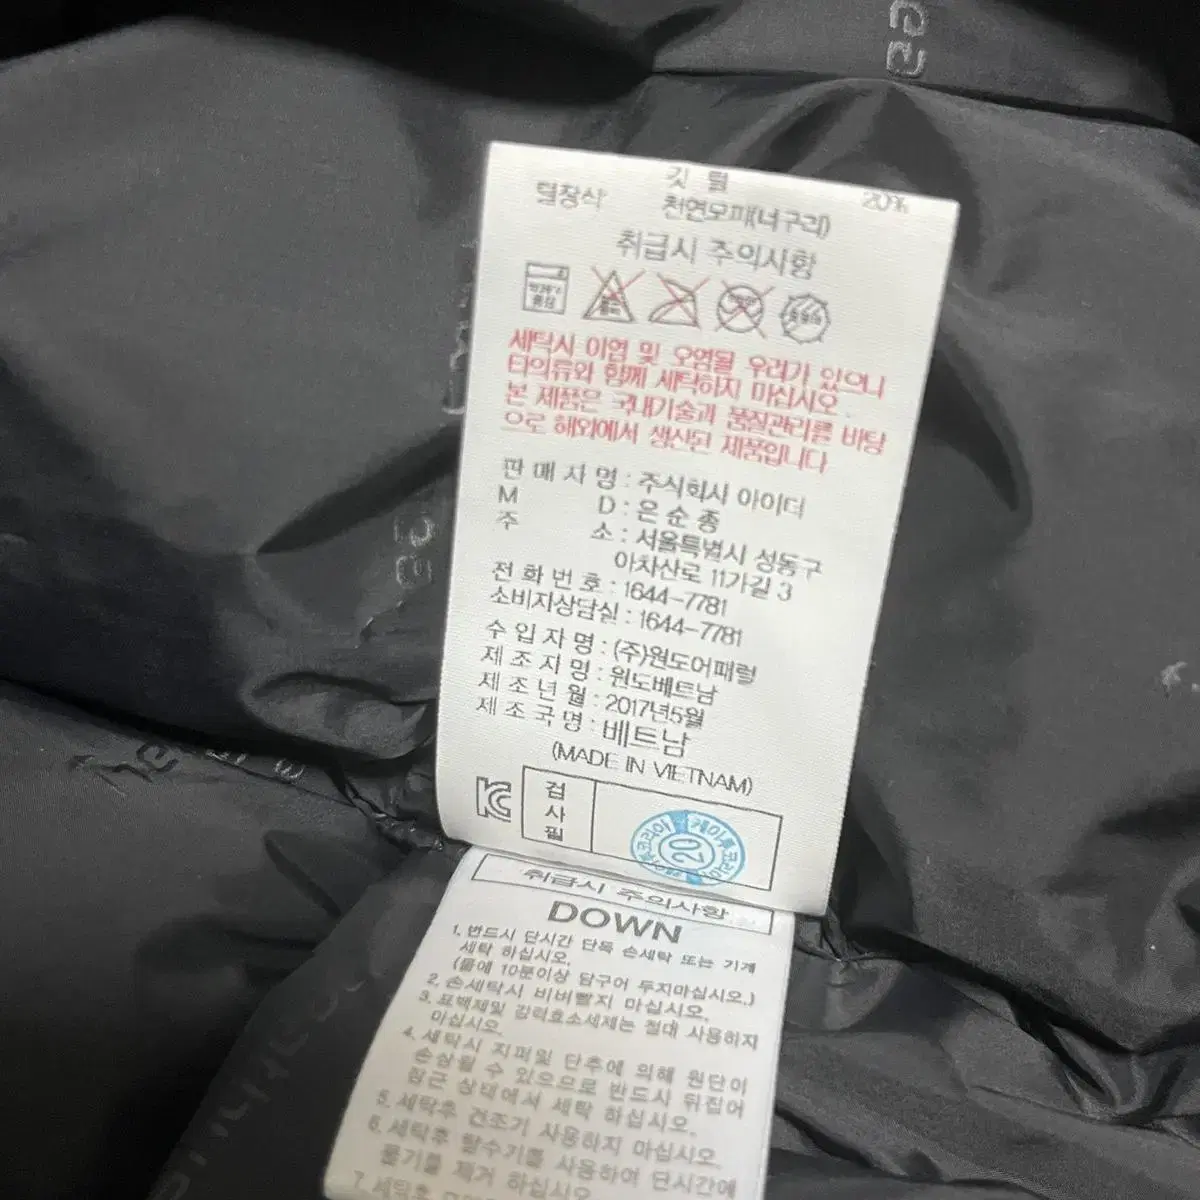 깃털 20%
털장식 천연모피(너구리)
취급시 주의사항
세탁시 이염 및 오염될 우려가 있으니
타의류와 함께 세탁하지 마십시오.
본 제품은 국내기술과 품질관리를 바탕
으로 해외에서 생산된 제품입니다
판매자명 : 주식회사 아이더
MD : 은순종
주소 : 서울특별시 성동구
아차산로 11가길 3
전화번호 : 1644-7781
소비자상담실 : 1644-7781
수입자명 : (주)원도어패럴
제조자명 : 원도베트남
제조년월 : 2017년5월
제조국명 : 베트남
(MADE IN VIETNAM)
검사필
케이투코리아
02
취급시 주의사항
DOWN
1. 반드시 단시간 단독 손세탁 또는 기계
세탁 하십시오.
(물에 10분이상 담구어 두지마십시오.)
2. 손세탁시 비비빨지 마십시오.
3. 표백제및 강력효소세제는 절대 사용하지
마십시오.
4. 세탁시 지퍼및 단추에 의해 원단이
손상될 수 있으므로 반드시 뒤집어
잠근 상태에서 세탁 하십시오.
5. 세탁후 건조기 사용하지 마십시오.
6. 세탁후 탈수기를 사용하여 단시간에
물기를 제거 하십시오.
7. 세탁후